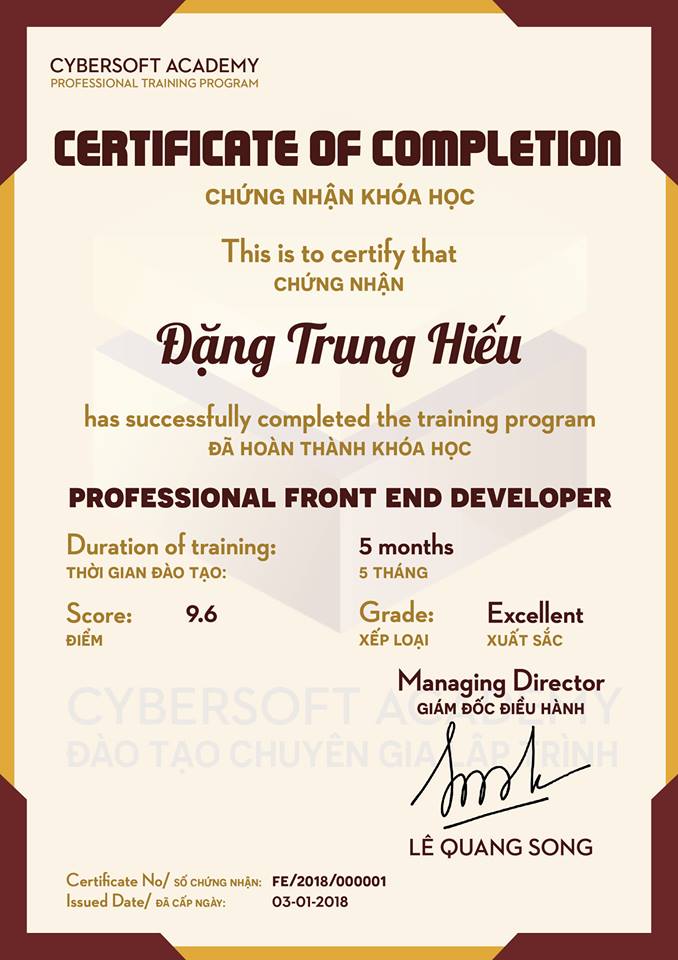 CYBERSOFT ACADEMY
PROFESSIONAL TRAINING PROGRAM
CERTIFICATE OF COMPLETION
CHỨNG NHẬN KHÓA HỌC
This is to certify that
CHỨNG NHẬN
Đặng Trung Hiếu
has successfully completed the training program
ĐÃ HOÀN THÀNH KHÓA HỌC
PROFESSIONAL FRONT END DEVELOPER
Duration of training: 5 months
THỜI GIAN ĐÀO TẠO: 5 THÁNG
Score: 9.6 Grade: Excellent
ĐIỂM XẾP LOẠI XUẤT SẮC
Managing Director
GIÁM ĐỐC ĐIỀU HÀNH
CYBERSOFT ACADEMY
ĐÀO TẠO CHUYÊN GIA LẬP TRÌNH
LÊ QUANG SONG
Certificate No/ SỐ CHỨNG NHẬN: FE/2018/000001
Issued Date/ ĐÃ CẤP NGÀY: 03-01-2018